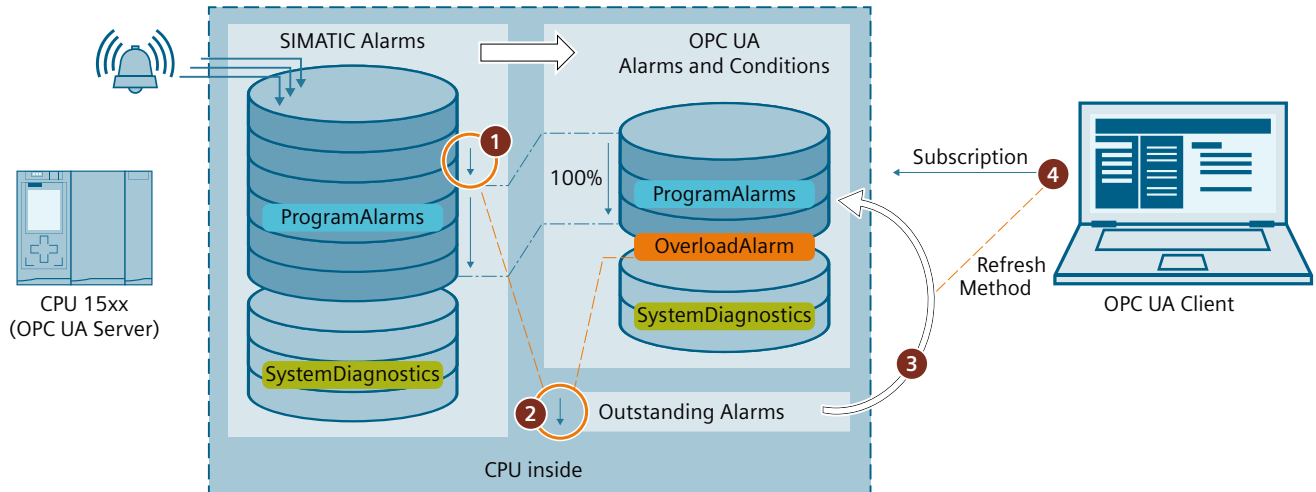 SIMATIC Alarms
OPC UA
Alarms and Conditions
1
Subscription
4
100%
ProgramAlarms
ProgramAlarms
OverloadAlarm
Refresh
Method
CPU 15xx
(OPC UA Server)
OPC UA Client
SystemDiagnostics
3
SystemDiagnostics
2
Outstanding Alarms
CPU inside